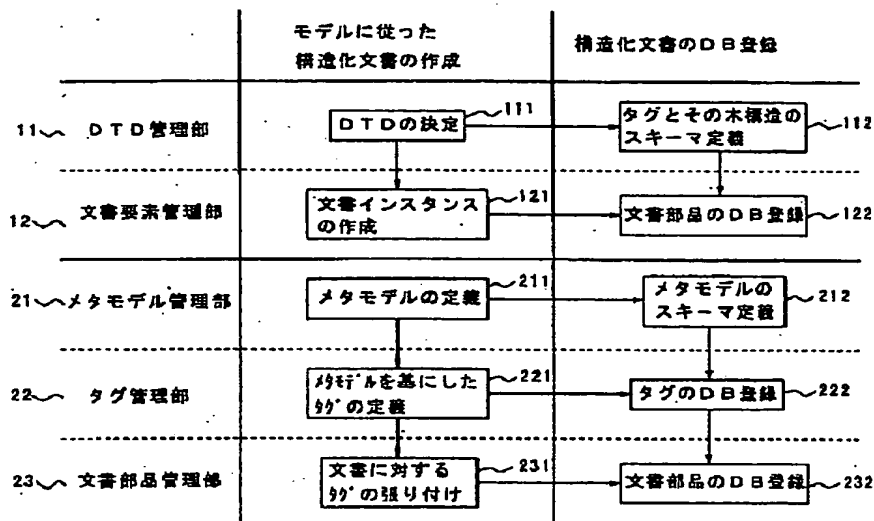 モデルに従った
構造化文書の作成
構造化文書のDB登録
11 DTD管理部
DTDの決定
111
タグとその木構造の
スキーマ定義
112
12 文書要素管理部
文書インスタンス
の作成
121
文書部品のDB登録
122
21 メタモデル管理部
メタモデルの定義
211
メタモデルの
スキーマ定義
212
22 タグ管理部
ﾒﾀﾓﾃﾞﾙを基にした
ﾀｸﾞの定義
221
タグのDB登録
222
23 文書部品管理部
文書に対する
ﾀｸﾞの張り付け
231
文書部品のDB登録
232